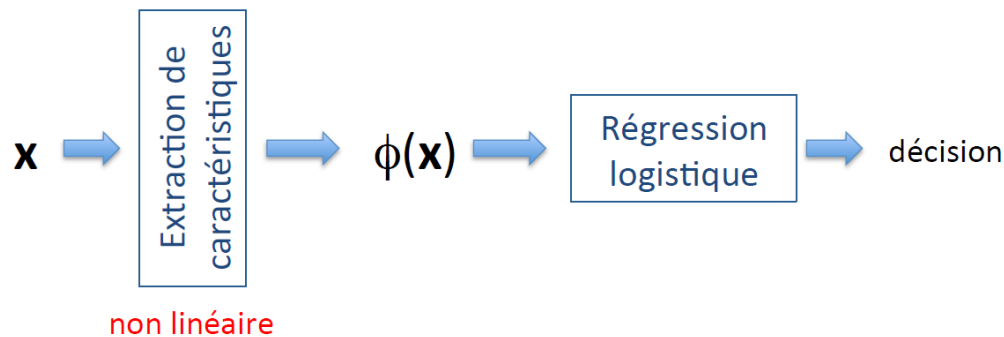 x
Extraction de
caractéristiques
ϕ(x)
Régression
logistique
décision
non linéaire